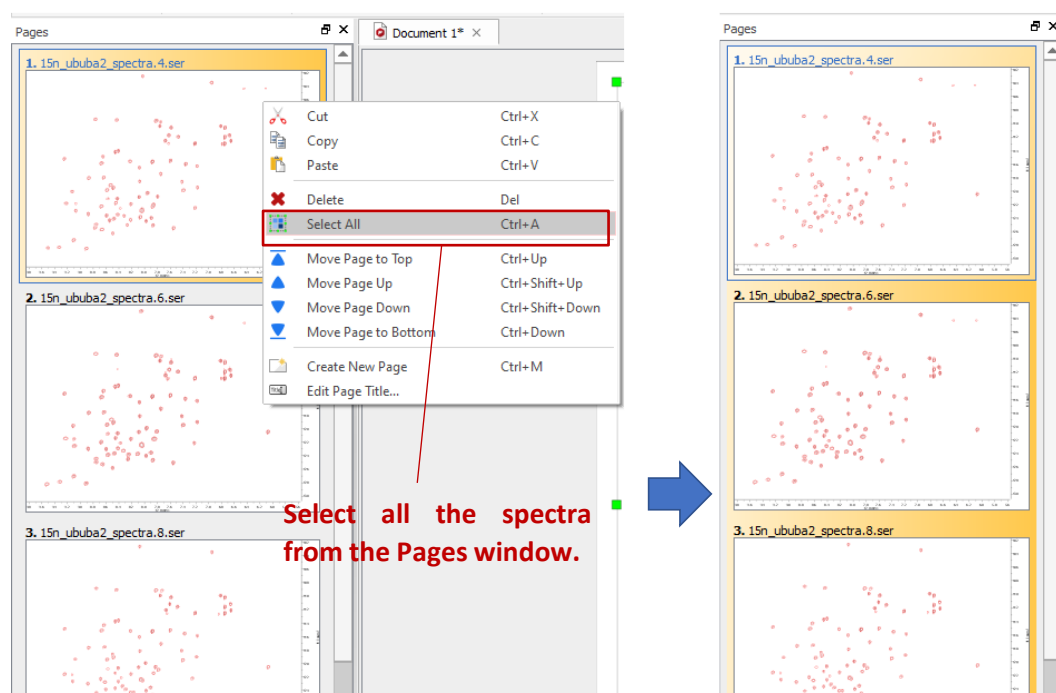 Pages
Document 1*
1. 15n_ububa2_spectra.4.ser
Cut Ctrl+X
Copy Ctrl+C
Paste Ctrl+V
Delete Del
Select All Ctrl+A
Move Page to Top Ctrl+Up
Move Page Up Ctrl+Shift+Up
Move Page Down Ctrl+Shift+Down
Move Page to Bottom Ctrl+Down
Create New Page Ctrl+M
Edit Page Title...
2. 15n_ububa2_spectra.6.ser
Select all the spectra
from the Pages window.
3. 15n_ububa2_spectra.8.ser
Pages
1. 15n_ububa2_spectra.4.ser
2. 15n_ububa2_spectra.6.ser
3. 15n_ububa2_spectra.8.ser